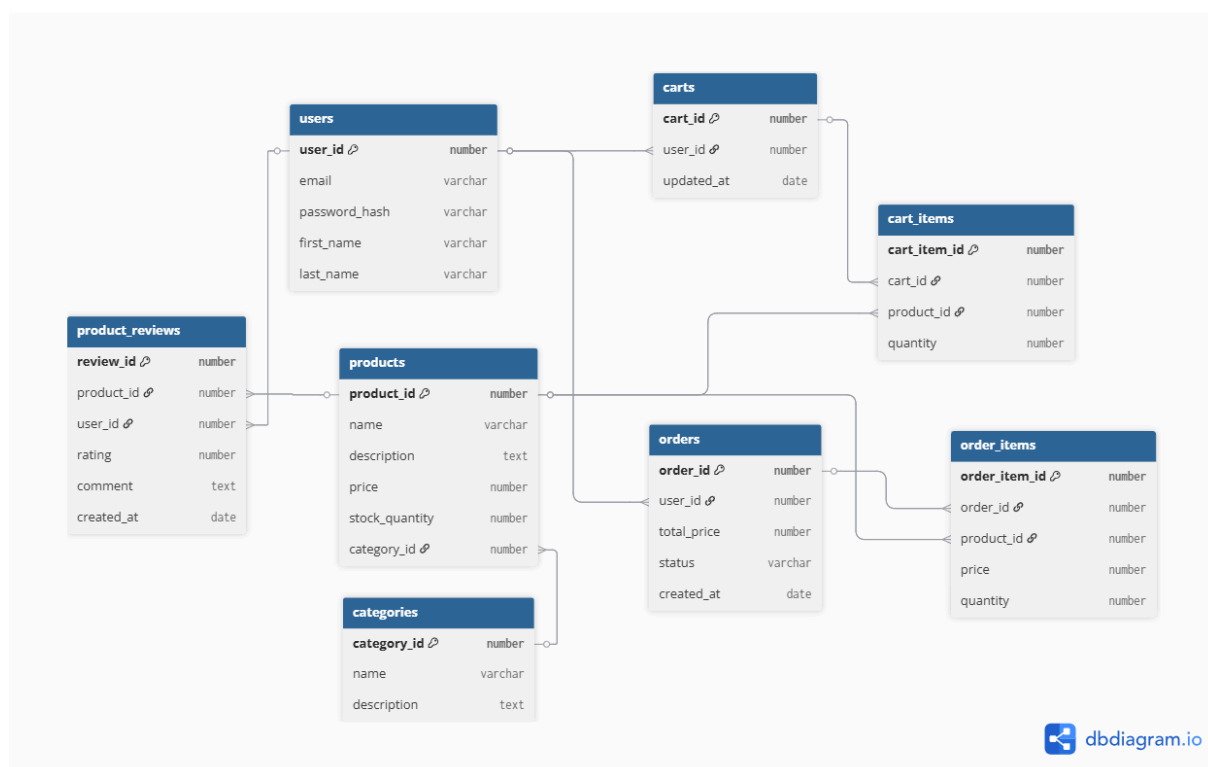 users
user_id number
email varchar
password_hash varchar
first_name varchar
last_name varchar
carts
cart_id number
user_id number
updated_at date
cart_items
cart_item_id number
cart_id number
product_id number
quantity number
product_reviews
review_id number
product_id number
user_id number
rating number
comment text
created_at date
products
product_id number
name varchar
description text
price number
stock_quantity number
category_id number
orders
order_id number
user_id number
total_price number
status varchar
created_at date
order_items
order_item_id number
order_id number
product_id number
price number
quantity number
categories
category_id number
name varchar
description text
dbdiagram.io